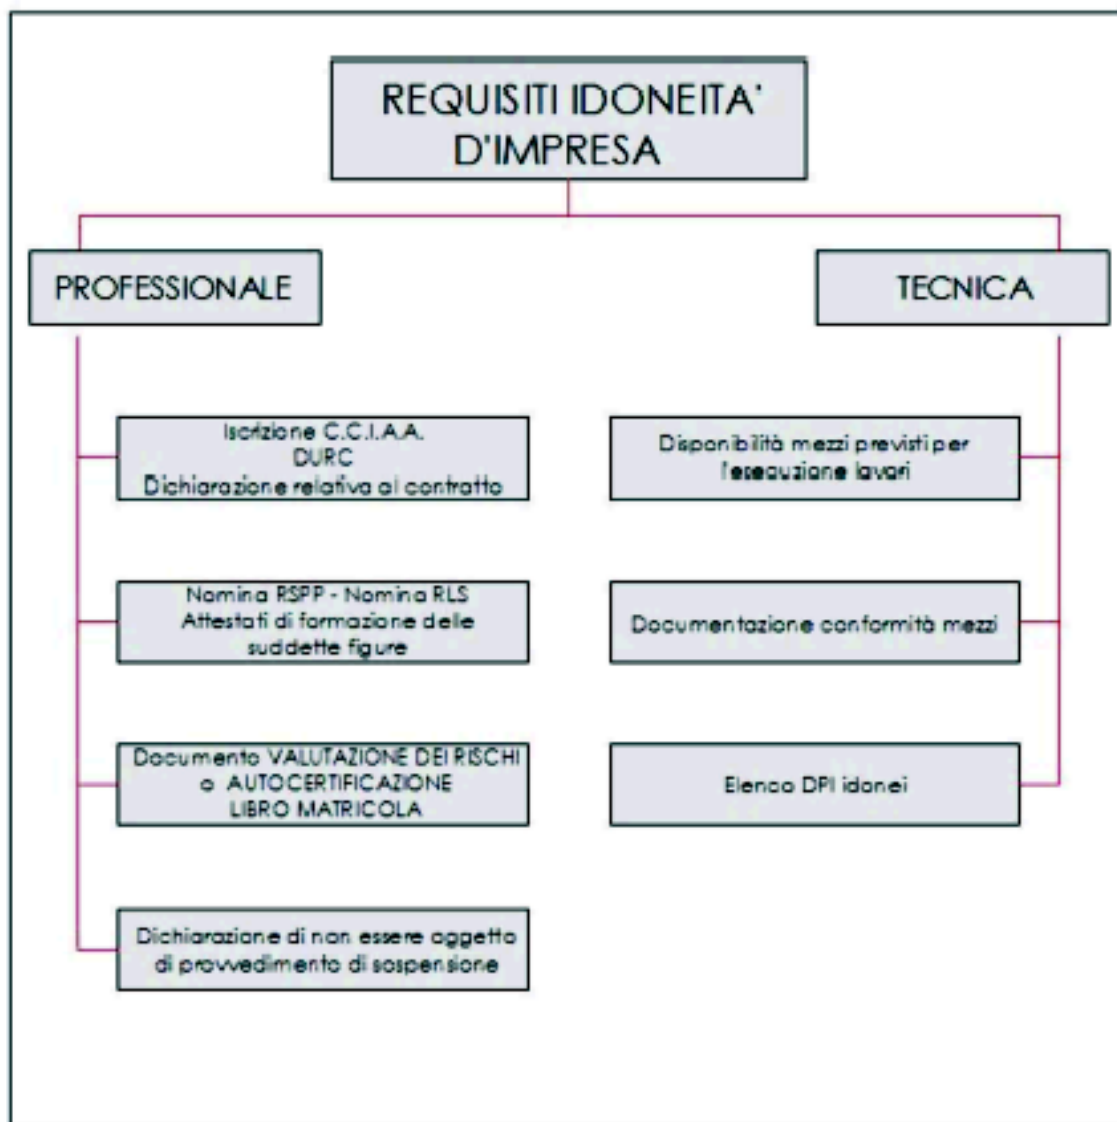 REQUISITI IDONEITA'
D'IMPRESA
PROFESSIONALE
TECNICA
Iscrizione C.C.I.A.A.
DURC
Dichiarazione relativa al contratto
Disponibilità mezzi previsti per
l'esecuzione lavori
Nomina RSPP - Nomina RLS
Attestati di formazione delle
suddette figure
Documentazione conformità mezzi
Documento VALUTAZIONE DEI RISCHI
o AUTOCERTIFICAZIONE
LIBRO MATRICOLA
Elenco DPI idonei
Dichiarazione di non essere oggetto
di provvedimento di sospensione